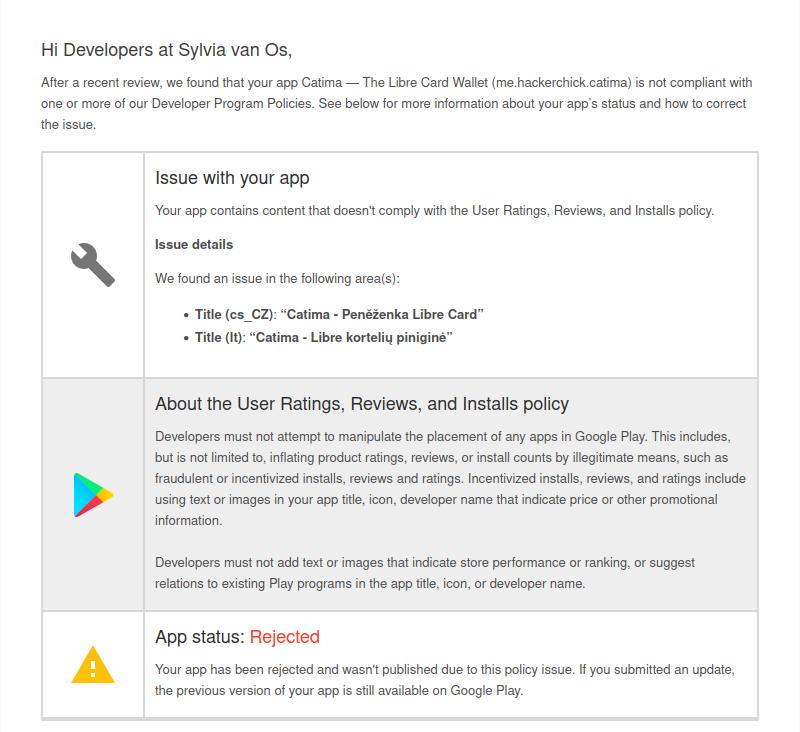 Hi Developers at Sylvia van Os,
After a recent review, we found that your app Catima — The Libre Card Wallet (me.hackerchick.catima) is not compliant with
one or more of our Developer Program Policies. See below for more information about your app's status and how to correct
the issue.
Issue with your app
Your app contains content that doesn't comply with the User Ratings, Reviews, and Installs policy.
Issue details
We found an issue in the following area(s):
• Title (cs_CZ): “Catima - Peněženka Libre Card”
• Title (lt): “Catima - Libre kortelių piniginė”
About the User Ratings, Reviews, and Installs policy
Developers must not attempt to manipulate the placement of any apps in Google Play. This includes,
but is not limited to, inflating product ratings, reviews, or install counts by illegitimate means, such as
fraudulent or incentivized installs, reviews and ratings. Incentivized installs, reviews, and ratings include
using text or images in your app title, icon, developer name that indicate price or other promotional
information.
Developers must not add text or images that indicate store performance or ranking, or suggest
relations to existing Play programs in the app title, icon, or developer name.
App status: Rejected
Your app has been rejected and wasn't published due to this policy issue. If you submitted an update,
the previous version of your app is still available on Google Play.